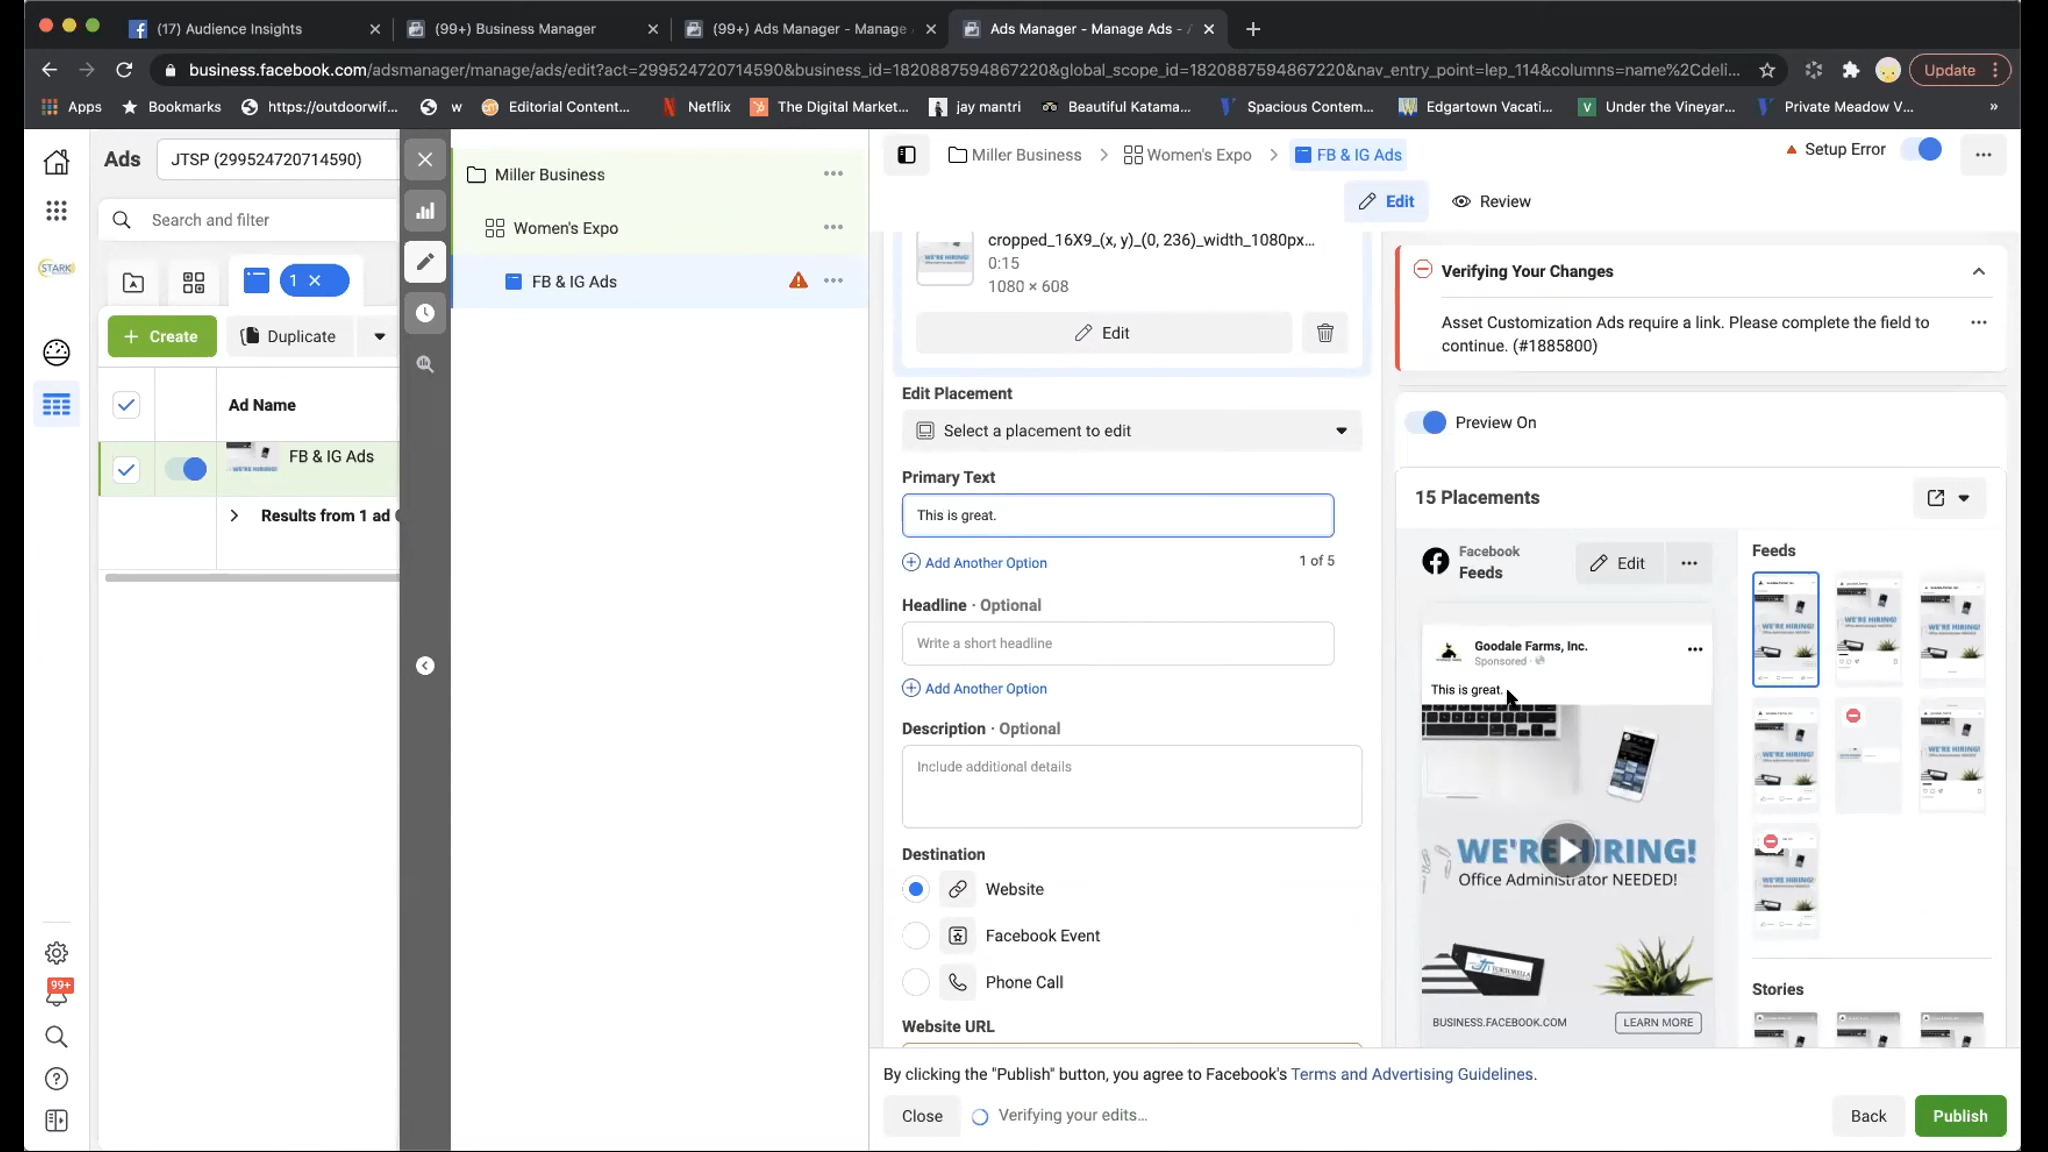 (17) Audience Insights
(99+) Business Manager
(99+) Ads Manager - Manage
Ads Manager - Manage Ads -
business.facebook.com/adsmanager/manage/ads/edit?act=299524720714590&business_id=1820887594867220&global_scope_id=1820887594867220&nav_entry_point=lep_114&columns=name%2Cdeli...
Update
Apps
Bookmarks
https://outdoorwif...
w
Editorial Content...
Netflix
The Digital Market...
jay mantri
Beautiful Katama...
Spacious Contem...
Edgartown Vacati...
Under the Vineyar...
Private Meadow V...
»
Ads
JTSP (299524720714590)
Search and filter
STARK
1
Create
Duplicate
Ad Name
FB & IG Ads
Results from 1 ad
99+
Miller Business
Women's Expo
FB & IG Ads
Miller Business > Women's Expo > FB & IG Ads
Setup Error
Edit
Review
cropped_16X9_(x, y)_(0, 236)_width_1080px...
0:15
1080 × 608
Edit
Edit Placement
Select a placement to edit
Primary Text
This is great.
Add Another Option
1 of 5
Headline · Optional
Write a short headline
Add Another Option
Description · Optional
Include additional details
Destination
Website
Facebook Event
Phone Call
Website URL
Verifying Your Changes
Asset Customization Ads require a link. Please complete the field to
continue. (#1885800)
Preview On
15 Placements
Facebook
Feeds
Edit
Goodale Farms, Inc.
Sponsored ·
This is great.
WE'RE HIRING!
Office Administrator NEEDED!
TORTORELLA
BUSINESS.FACEBOOK.COM
LEARN MORE
Feeds
Stories
By clicking the "Publish" button, you agree to Facebook's Terms and Advertising Guidelines.
Close
Verifying your edits...
Back
Publish